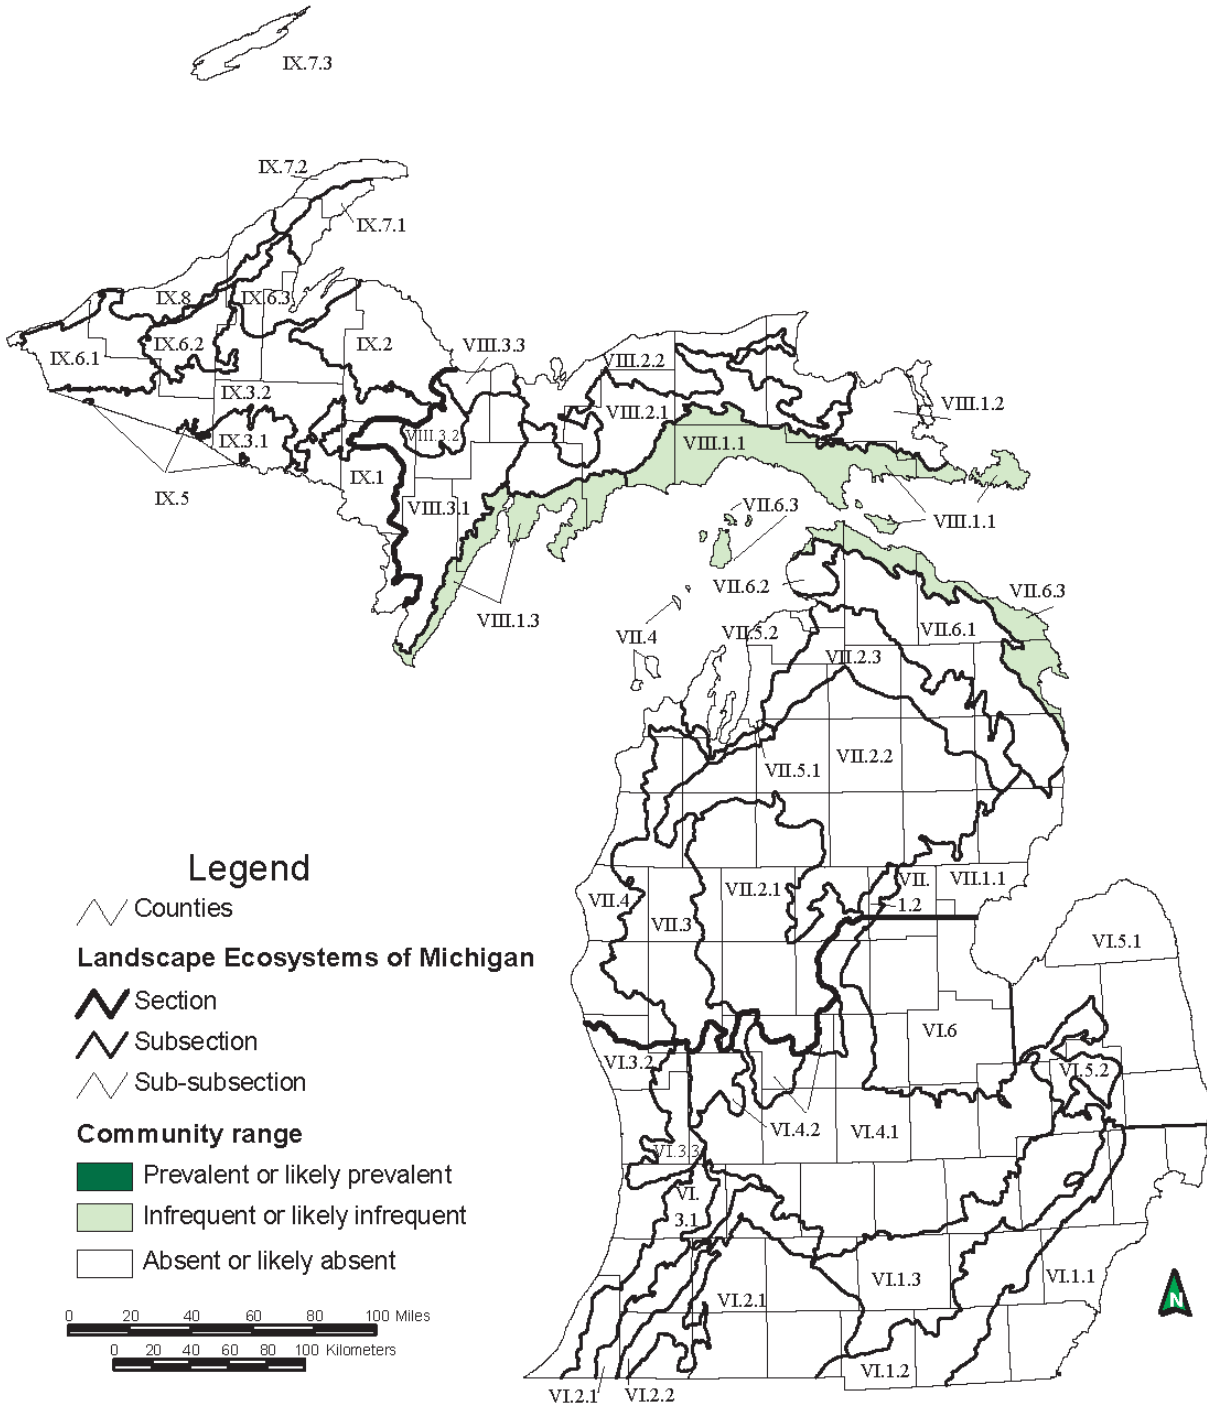 IX.7.3
IX.7.2
IX.7.1
IX.8
IX.6.3
IX.6.1
IX.6.2
IX.2
VIII.3.3
VIII.2.2
IX.3.2
VIII.2.1
VIII.1.2
IX.3.1
VIII.3.2
VIII.1.1
IX.5
IX.1
VIII.3.1
VII.6.3
VIII.1.1
VII.6.2
VII.6.3
VIII.1.3
VII.4
VII.5.2
VII.6.1
VII.2.3
VII.5.1
VII.2.2
Legend
Counties
Landscape Ecosystems of Michigan
Section
Subsection
Sub-subsection
Community range
Prevalent or likely prevalent
Infrequent or likely infrequent
Absent or likely absent
0 20 40 60 80 100 Miles
0 20 40 60 80 100 Kilometers
VII.4
VII.3
VII.2.1
VII.
1.2
VII.1.1
VI.5.1
VI.6
VI.3.2
VI.5.2
VI.4.2
VI.4.1
VI.3.3
VI.
3.1
VI.2.1
VI.1.3
VI.1.1
VI.1.2
VI.2.1
VI.2.2
N